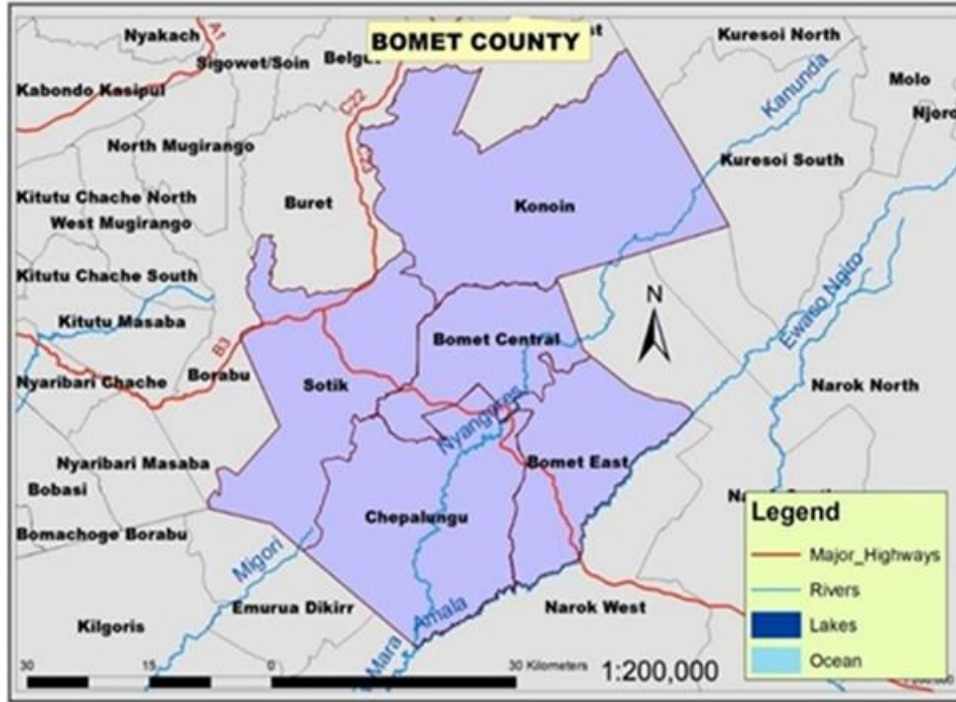 BOMET COUNTY
Nyakach
A1
Sigowet/Soin
Kuresoi North
Molo
Njoro
Kabondo Kasipul
C22
Kanunda
North Mugirango
Kuresoi South
Kitutu Chache North
West Mugirango
Buret
Konoin
Kitutu Chache South
Ewaso Ngiro
N
Kitutu Masaba
Bomet Central
B3
Nyaribari Chache
Borabu
Sotik
Narok North
Nyangores
Nyaribari Masaba
Bomet East
Bobasi
Chepalungu
Bomachoge Borabu
Migori
Emurua Dikirr
Amala
Narok West
Kilgoris
Mara
30 15 0 30 Kilometers
1:200,000
Legend
Major_Highways
Rivers
Lakes
Ocean